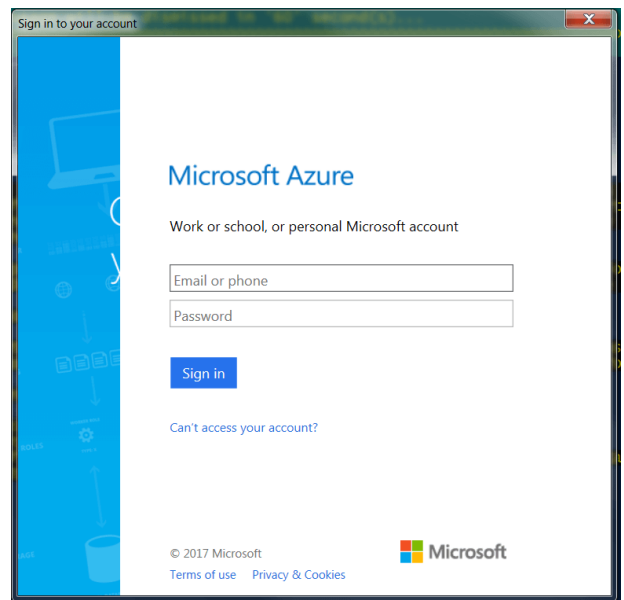 Sign in to your account
Microsoft Azure
Work or school, or personal Microsoft account
Email or phone
Password
Sign in
Can't access your account?
ROLES
© 2017 Microsoft
Microsoft
Terms of use Privacy & Cookies